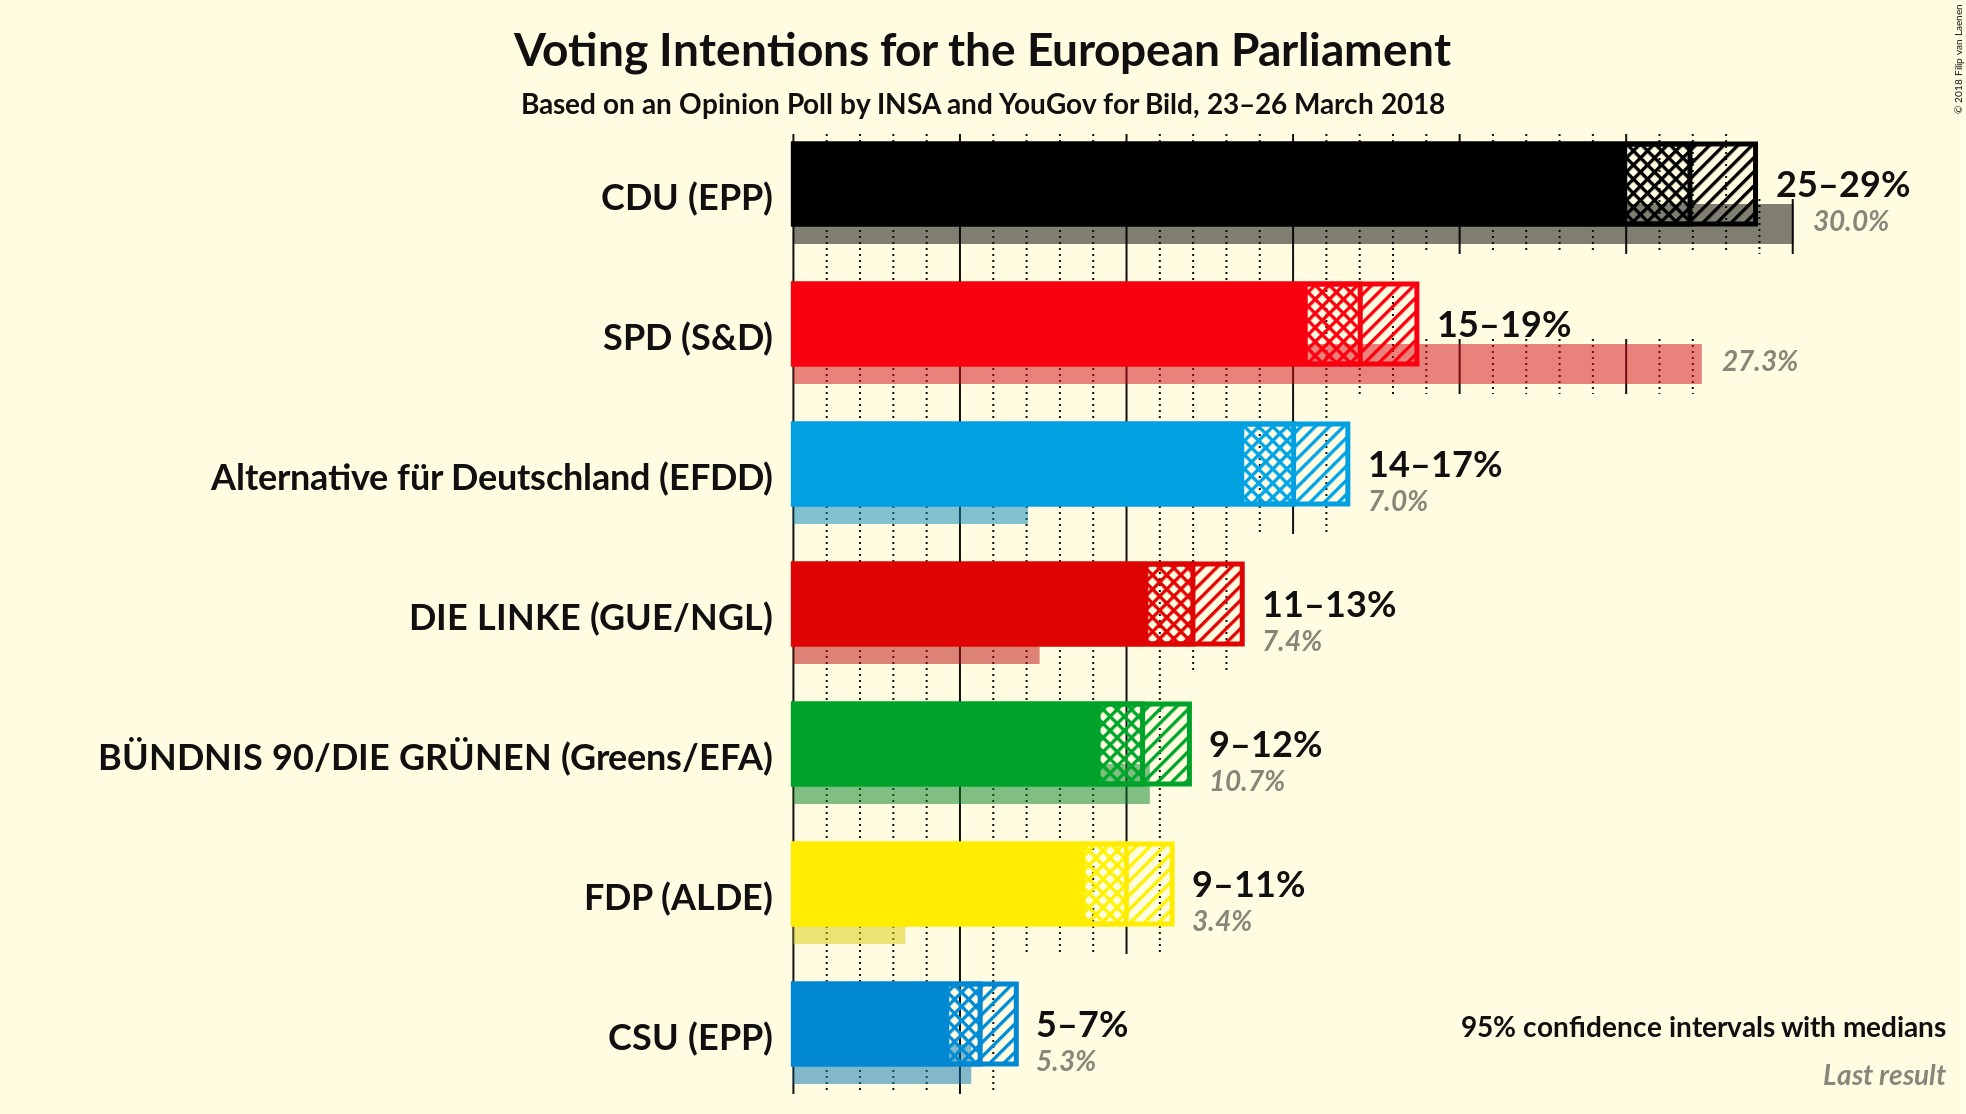 Voting Intentions for the European Parliament
Based on an Opinion Poll by INSA and YouGov for Bild, 23–26 March 2018
© 2018 Filip van Laenen
CDU (EPP)
25–29%
30.0%
SPD (S&D)
15–19%
27.3%
Alternative für Deutschland (EFDD)
14–17%
7.0%
DIE LINKE (GUE/NGL)
11–13%
7.4%
BÜNDNIS 90/DIE GRÜNEN (Greens/EFA)
9–12%
10.7%
FDP (ALDE)
9–11%
3.4%
CSU (EPP)
5–7%
5.3%
95% confidence intervals with medians
Last result